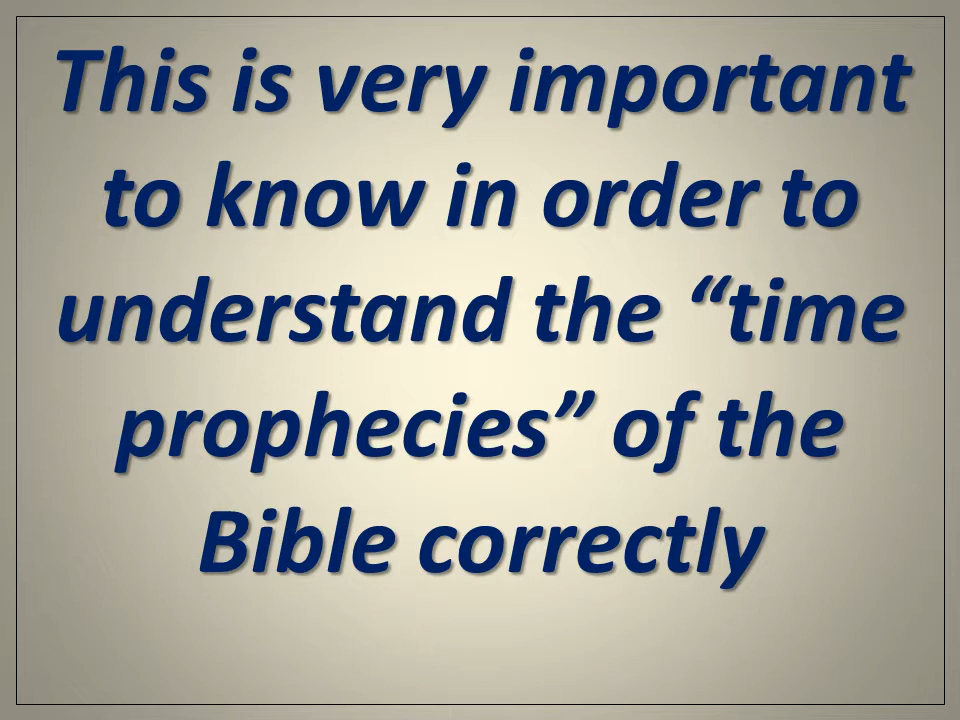 This is very important
to know in order to
understand the “time
prophecies” of the
Bible correctly